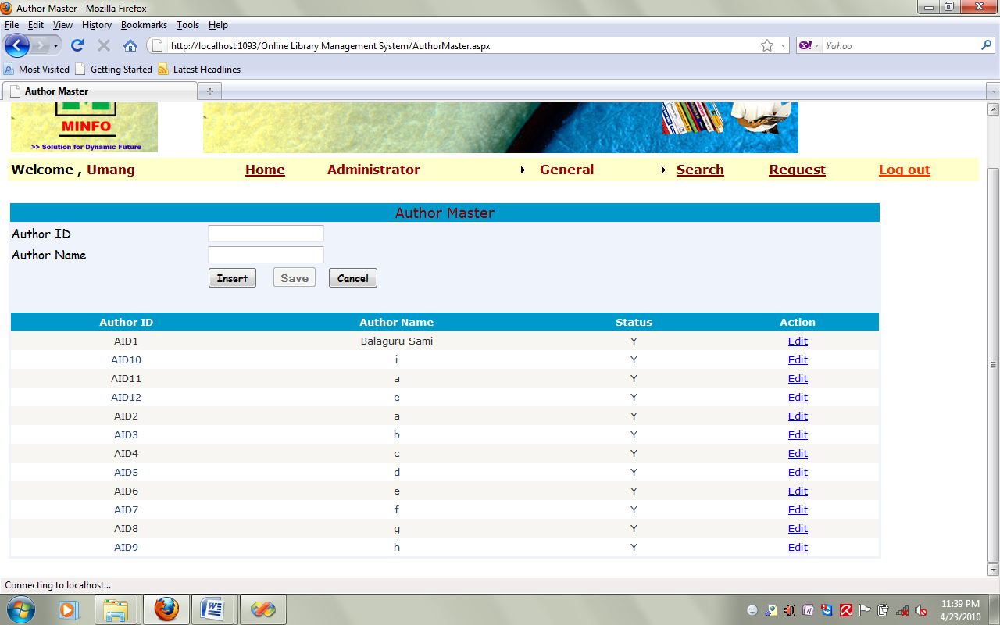 Author Master - Mozilla Firefox
File Edit View History Bookmarks Tools Help
http://localhost:1093/Online Library Management System/AuthorMaster.aspx
Y! Yahoo
Most Visited Getting Started Latest Headlines
Author Master
MINFO
>> Solution for Dynamic Future
Welcome , Umang Home Administrator General Search Request Log out
Author Master
Author ID
Author Name
Insert Save Cancel
Author ID Author Name Status Action
AID1 Balaguru Sami Y Edit
AID10 i Y Edit
AID11 a Y Edit
AID12 e Y Edit
AID2 a Y Edit
AID3 b Y Edit
AID4 c Y Edit
AID5 d Y Edit
AID6 e Y Edit
AID7 f Y Edit
AID8 g Y Edit
AID9 h Y Edit
Connecting to localhost...
11:39 PM
4/23/2010